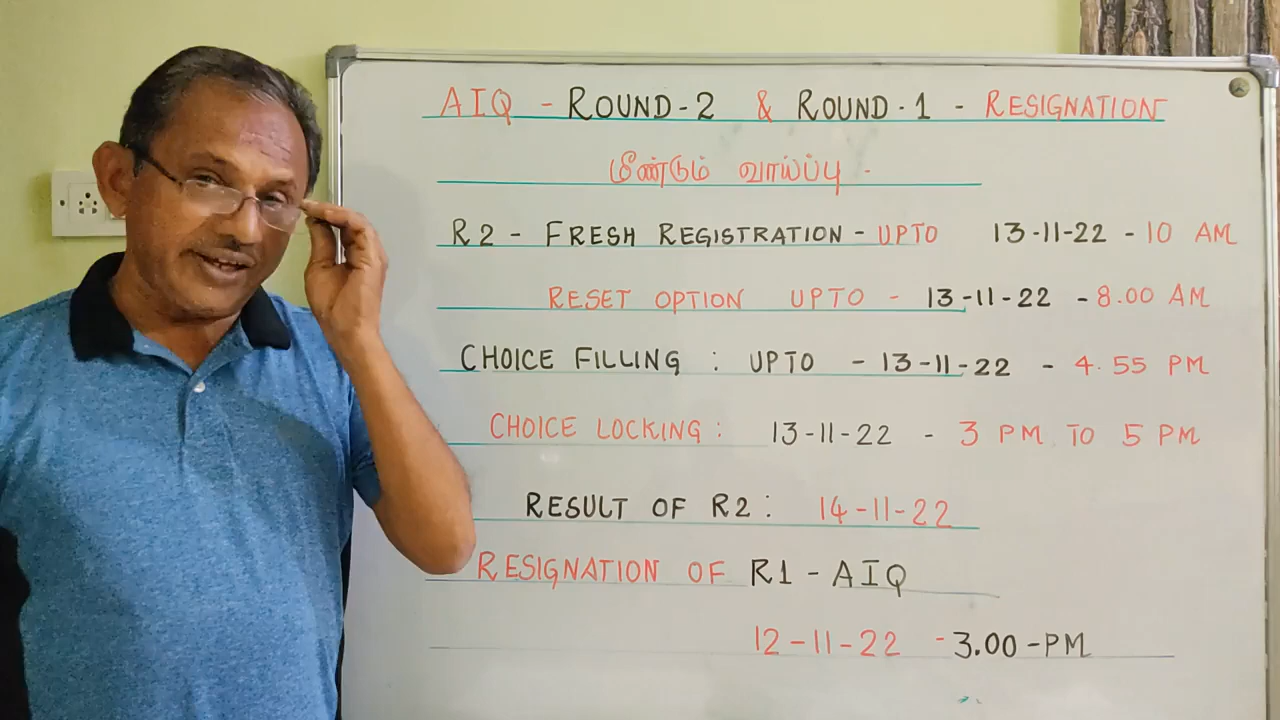 AIQ - ROUND-2 & ROUND-1 - RESIGNATION
மீண்டும் வாய்ப்பு -
R2 - FRESH REGISTRATION - UPTO 13-11-22 - 10 AM
RESET OPTION UPTO - 13-11-22 - 8.00 AM
CHOICE FILLING : UPTO - 13-11-22 - 4.55 PM
CHOICE LOCKING : 13-11-22 - 3 PM TO 5 PM
RESULT OF R2 : 14-11-22
RESIGNATION OF R1 - AIQ
12-11-22 - 3.00-PM